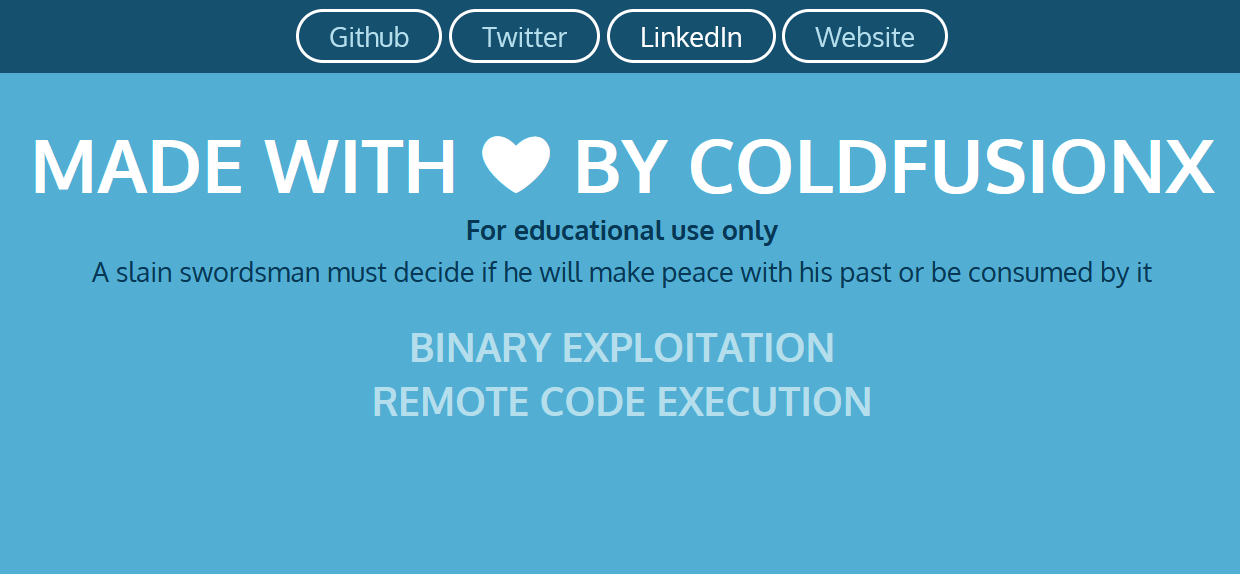 Github Twitter LinkedIn Website
MADE WITH ♥ BY COLDFUSIONX
For educational use only
A slain swordsman must decide if he will make peace with his past or be consumed by it
BINARY EXPLOITATION
REMOTE CODE EXECUTION